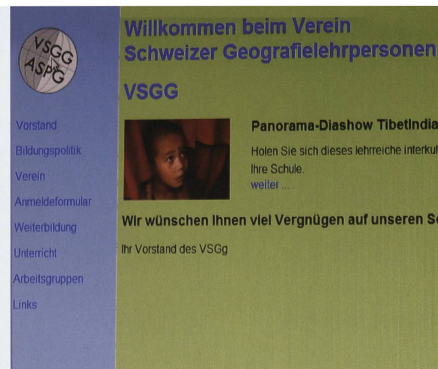 VSGG
ASPG
Vorstand
Bildungspolitik
Verein
Anmeldeformular
Weiterbildung
Unterricht
Arbeitsgruppen
Links
Willkommen beim Verein
Schweizer Geografielehrpersonen
VSGG
Panorama-Diashow TibetIndia
Holen Sie sich dieses lehrreiche interkul
Ihre Schule.
weiter ...
Wir wünschen Ihnen viel Vergnügen auf unseren Se
Ihr Vorstand des VSGg